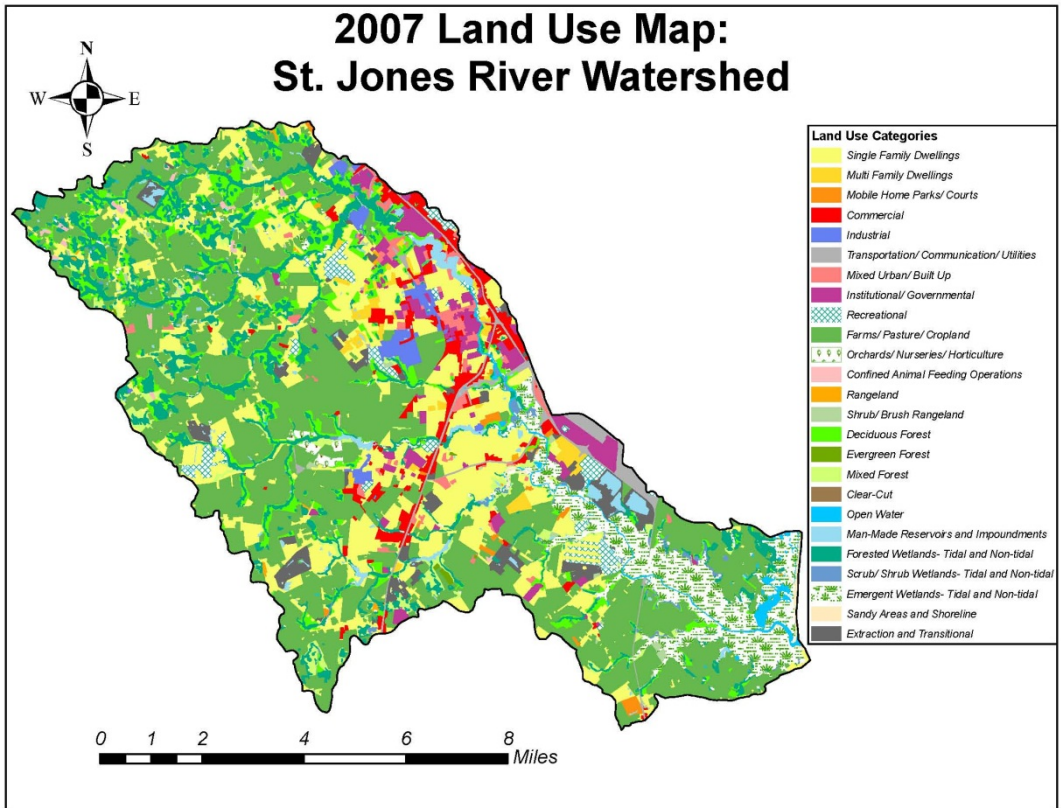 2007 Land Use Map:
St. Jones River Watershed
N
W E
S
Land Use Categories
Single Family Dwellings
Multi Family Dwellings
Mobile Home Parks/ Courts
Commercial
Industrial
Transportation/ Communication/ Utilities
Mixed Urban/ Built Up
Institutional/ Governmental
Recreational
Farms/ Pasture/ Cropland
Orchards/ Nurseries/ Horticulture
Confined Animal Feeding Operations
Rangeland
Shrub/ Brush Rangeland
Deciduous Forest
Evergreen Forest
Mixed Forest
Clear-Cut
Open Water
Man-Made Reservoirs and Impoundments
Forested Wetlands- Tidal and Non-tidal
Scrub/ Shrub Wetlands- Tidal and Non-tidal
Emergent Wetlands- Tidal and Non-tidal
Sandy Areas and Shoreline
Extraction and Transitional
0 1 2 4 6 8
Miles